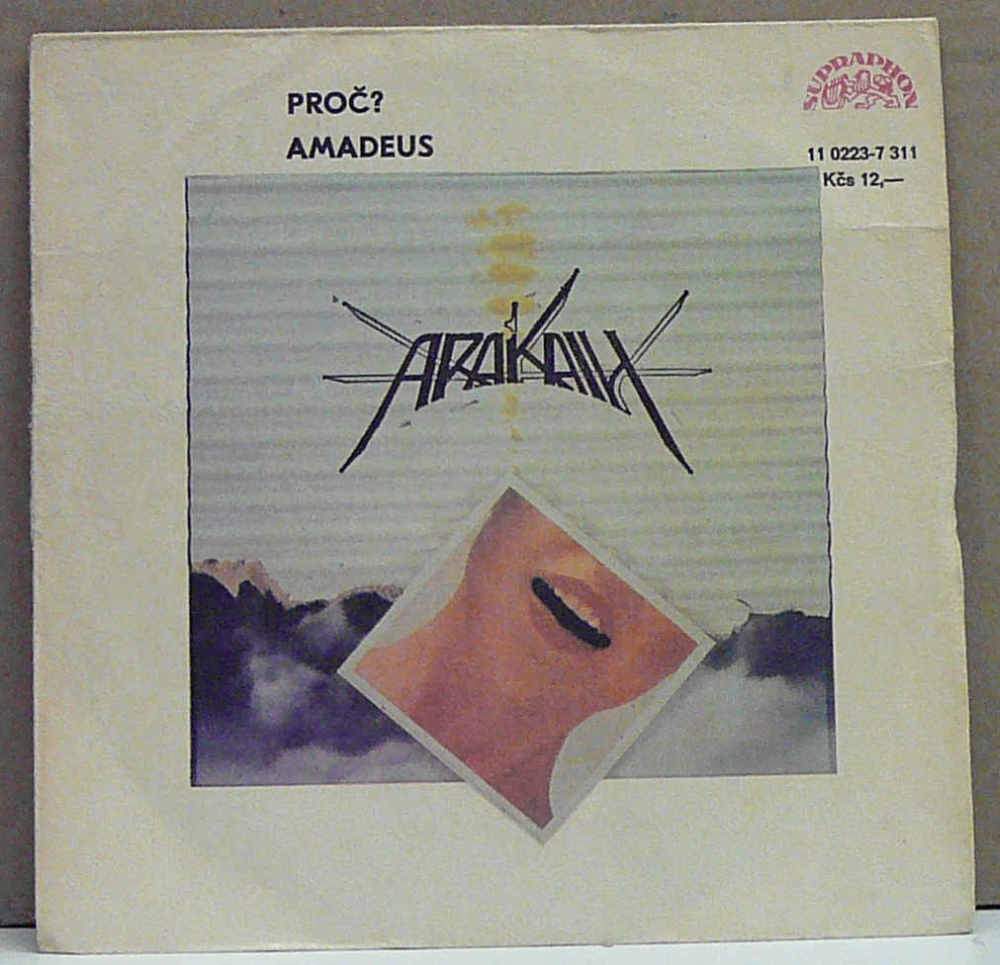 PROČ?
AMADEUS
SUPRAPHON
11 0223-7 311
Kčs 12,—
ARAKAIN